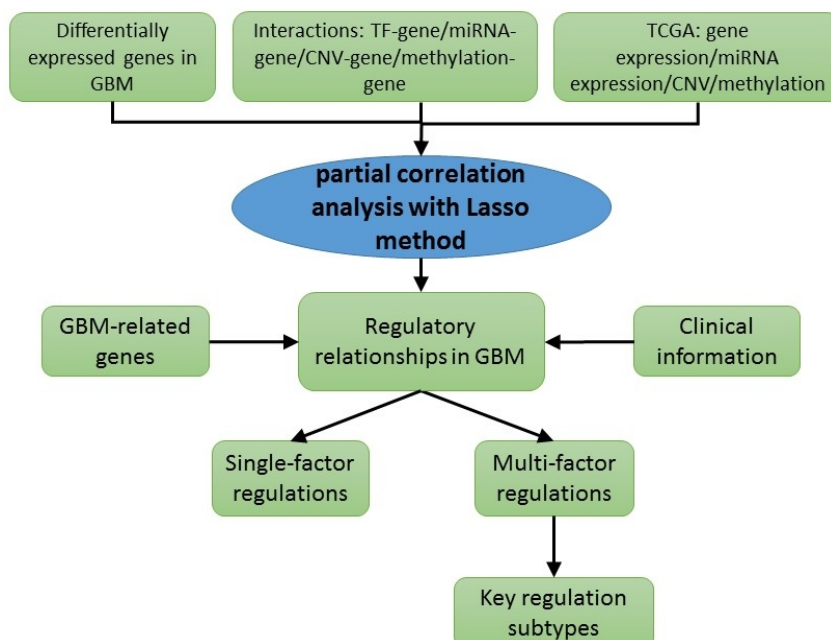 Differentially
expressed genes in
GBM
Interactions: TF-gene/miRNA-
gene/CNV-gene/methylation-
gene
TCGA: gene
expression/miRNA
expression/CNV/methylation
partial correlation
analysis with Lasso
method
GBM-related
genes
Regulatory
relationships in GBM
Clinical
information
Single-factor
regulations
Multi-factor
regulations
Key regulation
subtypes